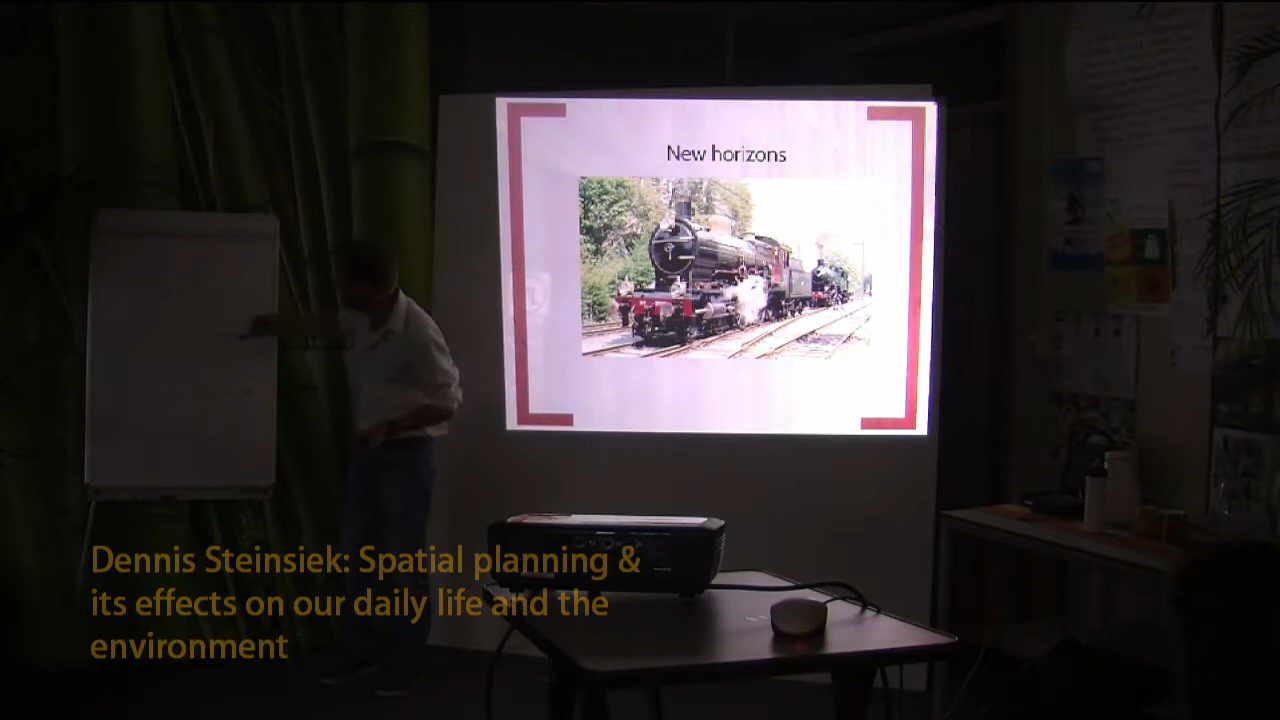 New horizons
Dennis Steinsiek: Spatial planning &
its effects on our daily life and the
environment